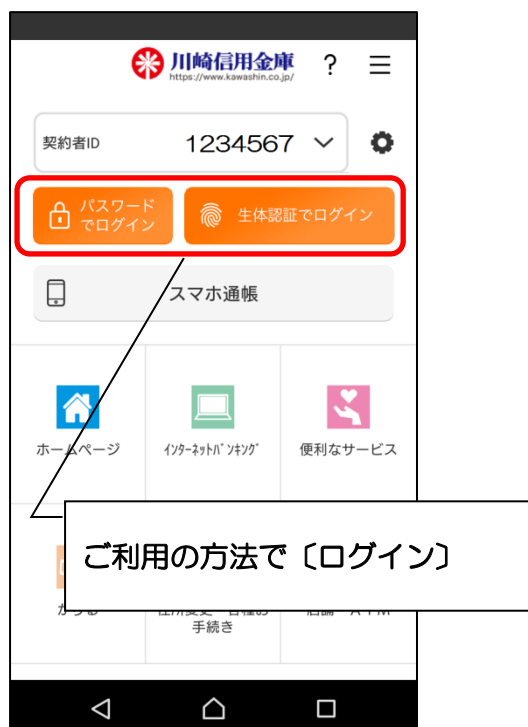 川崎信用金庫
https://www.kawashin.co.jp/
?
契約者ID
1234567
パスワード
でログイン
生体認証でログイン
スマホ通帳
ホームページ
インターネットバンキング
便利なサービス
ご利用の方法で〔ログイン〕
手続き